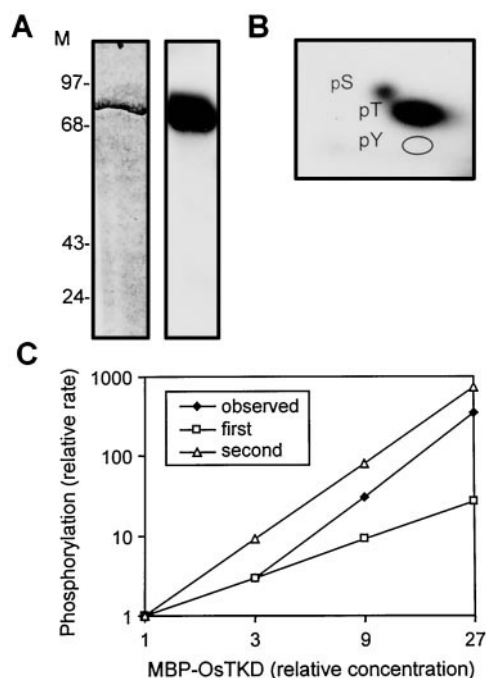 A
M
97-
68-
43-
24-
B
pS
pT
pY
C
Phosphorylation (relative rate)
1000
100
10
1
observed
first
second
1 3 9 27
MBP-OsTKD (relative concentration)